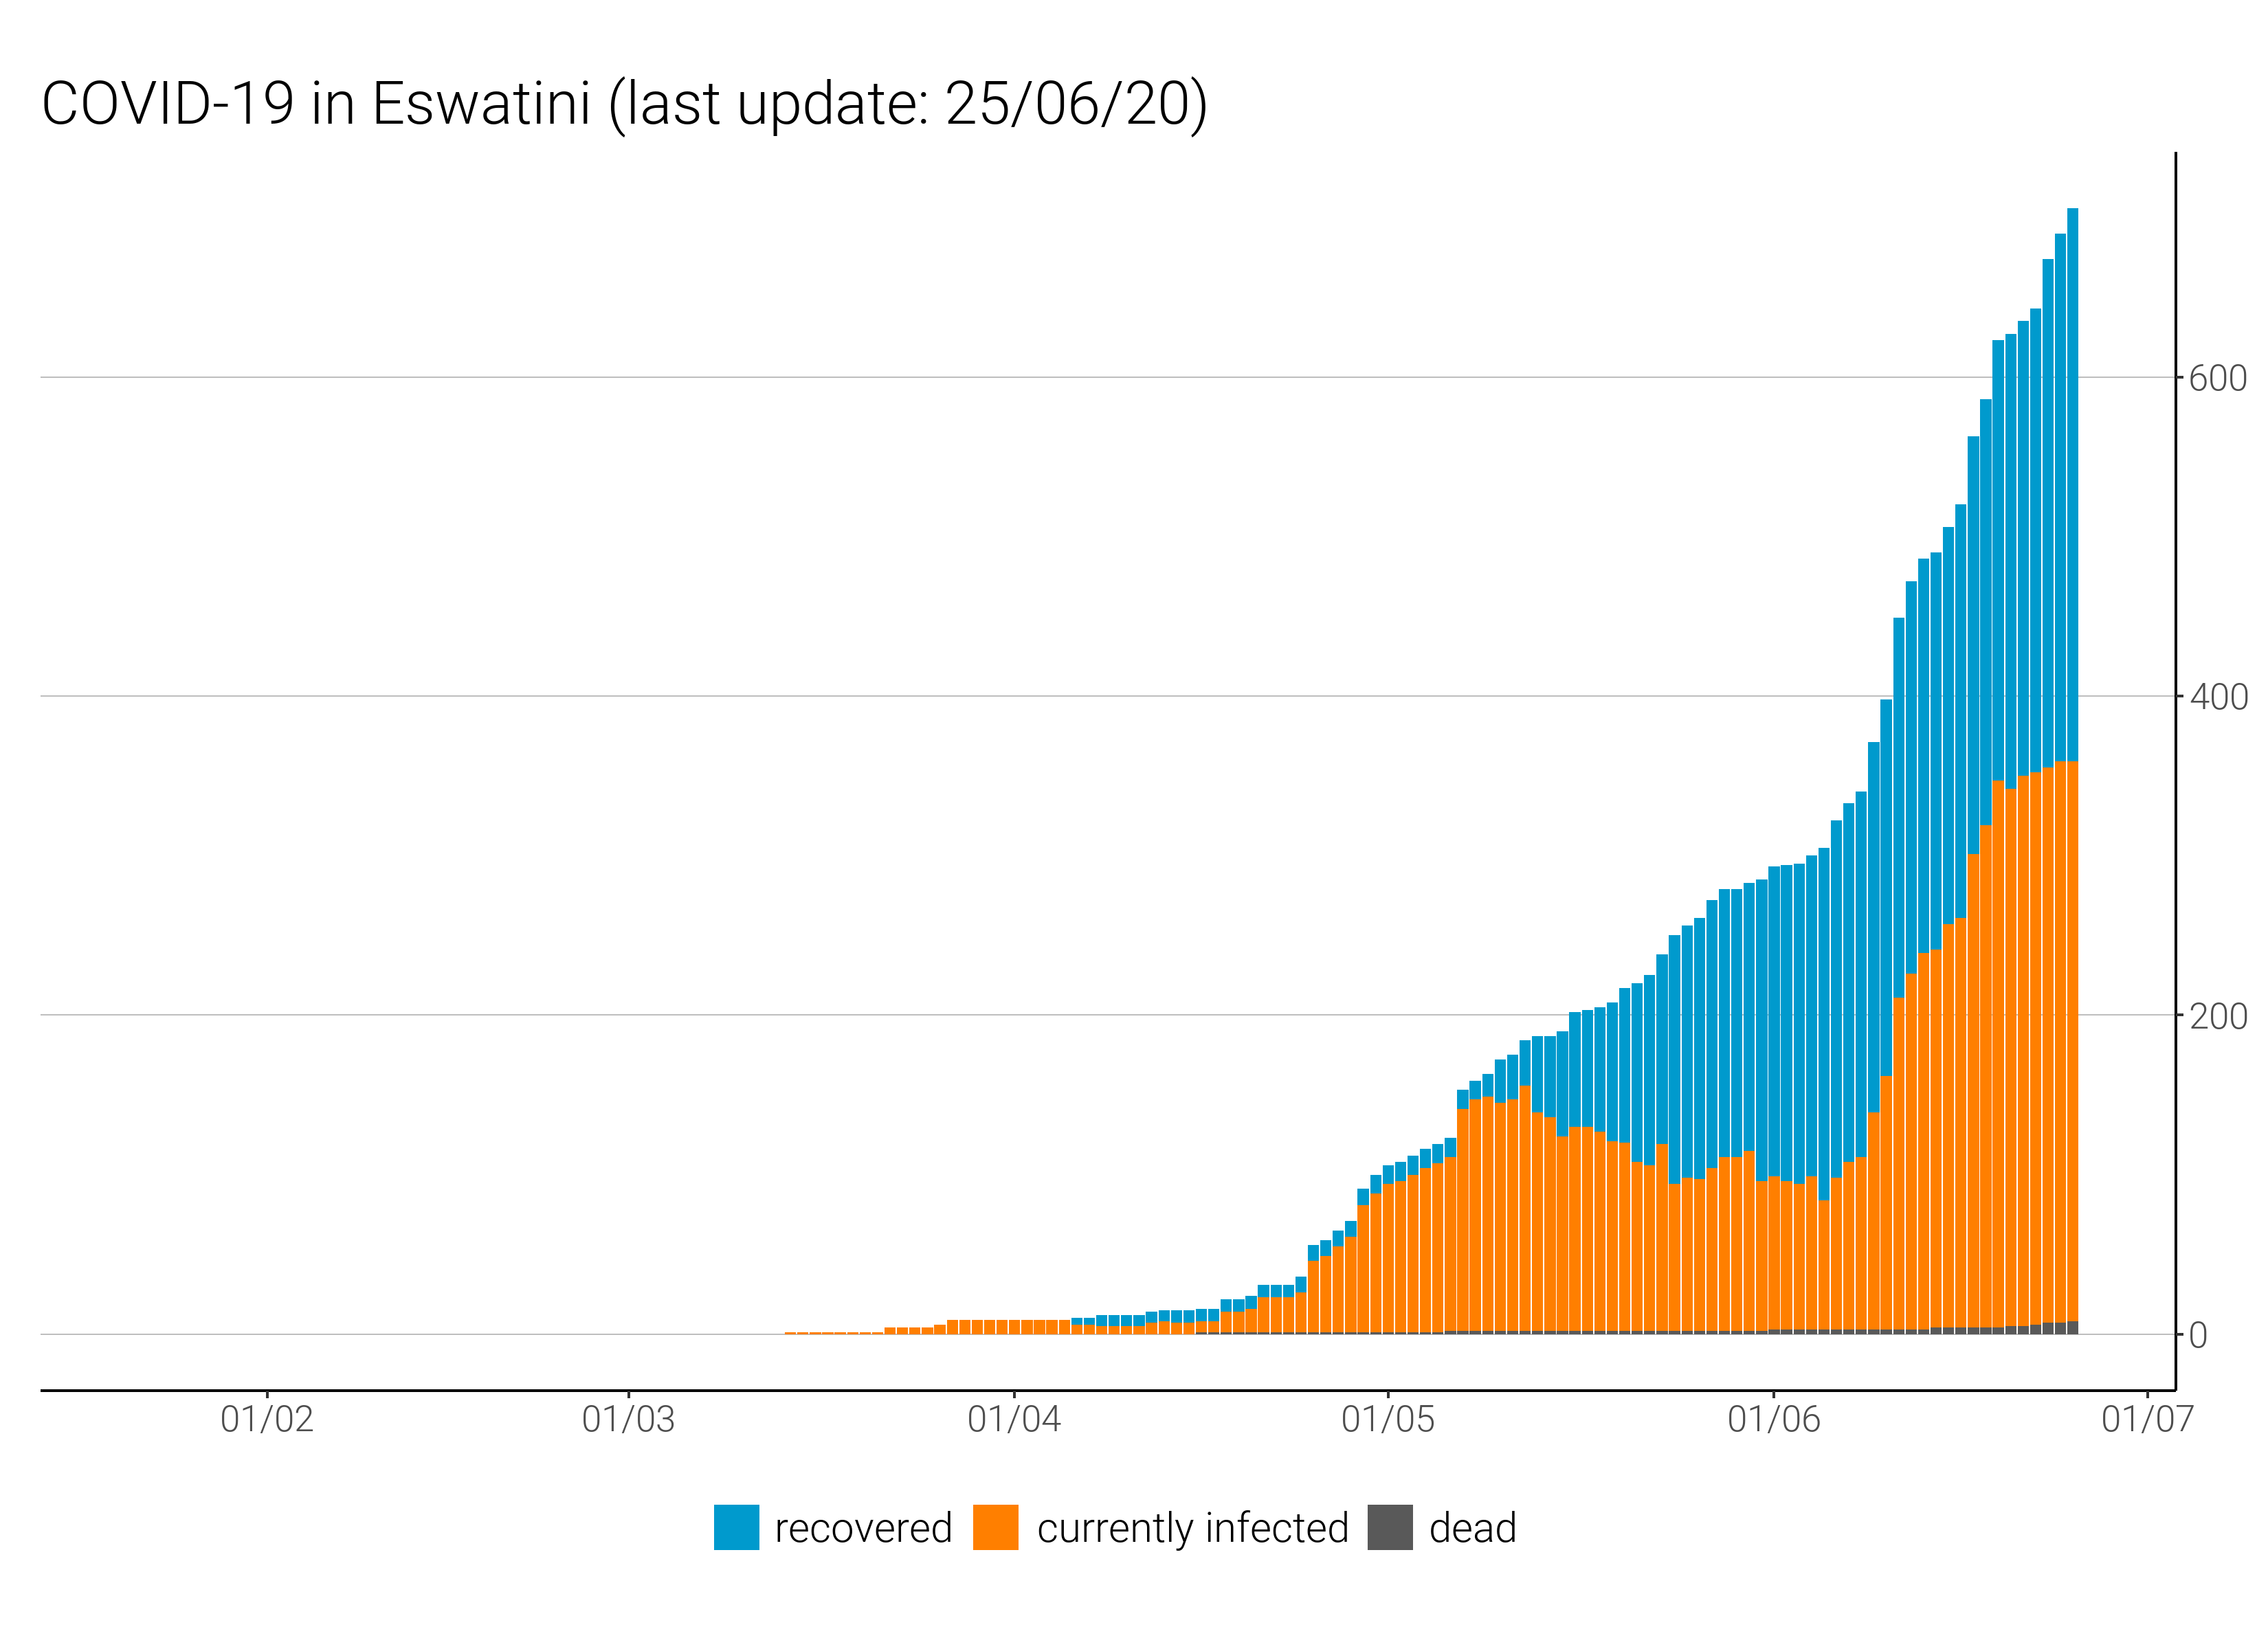 COVID-19 in Eswatini (last update: 25/06/20)
600
400
200
0
01/02 01/03 01/04 01/05 01/06 01/07
recovered currently infected dead